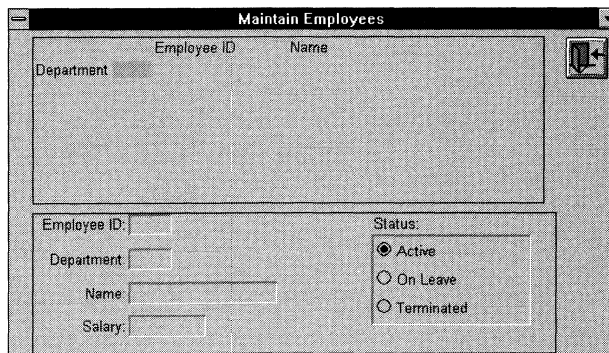 Maintain Employees
Employee ID Name
Department
Employee ID:
Department:
Name:
Salary:
Status:
Active
On Leave
Terminated